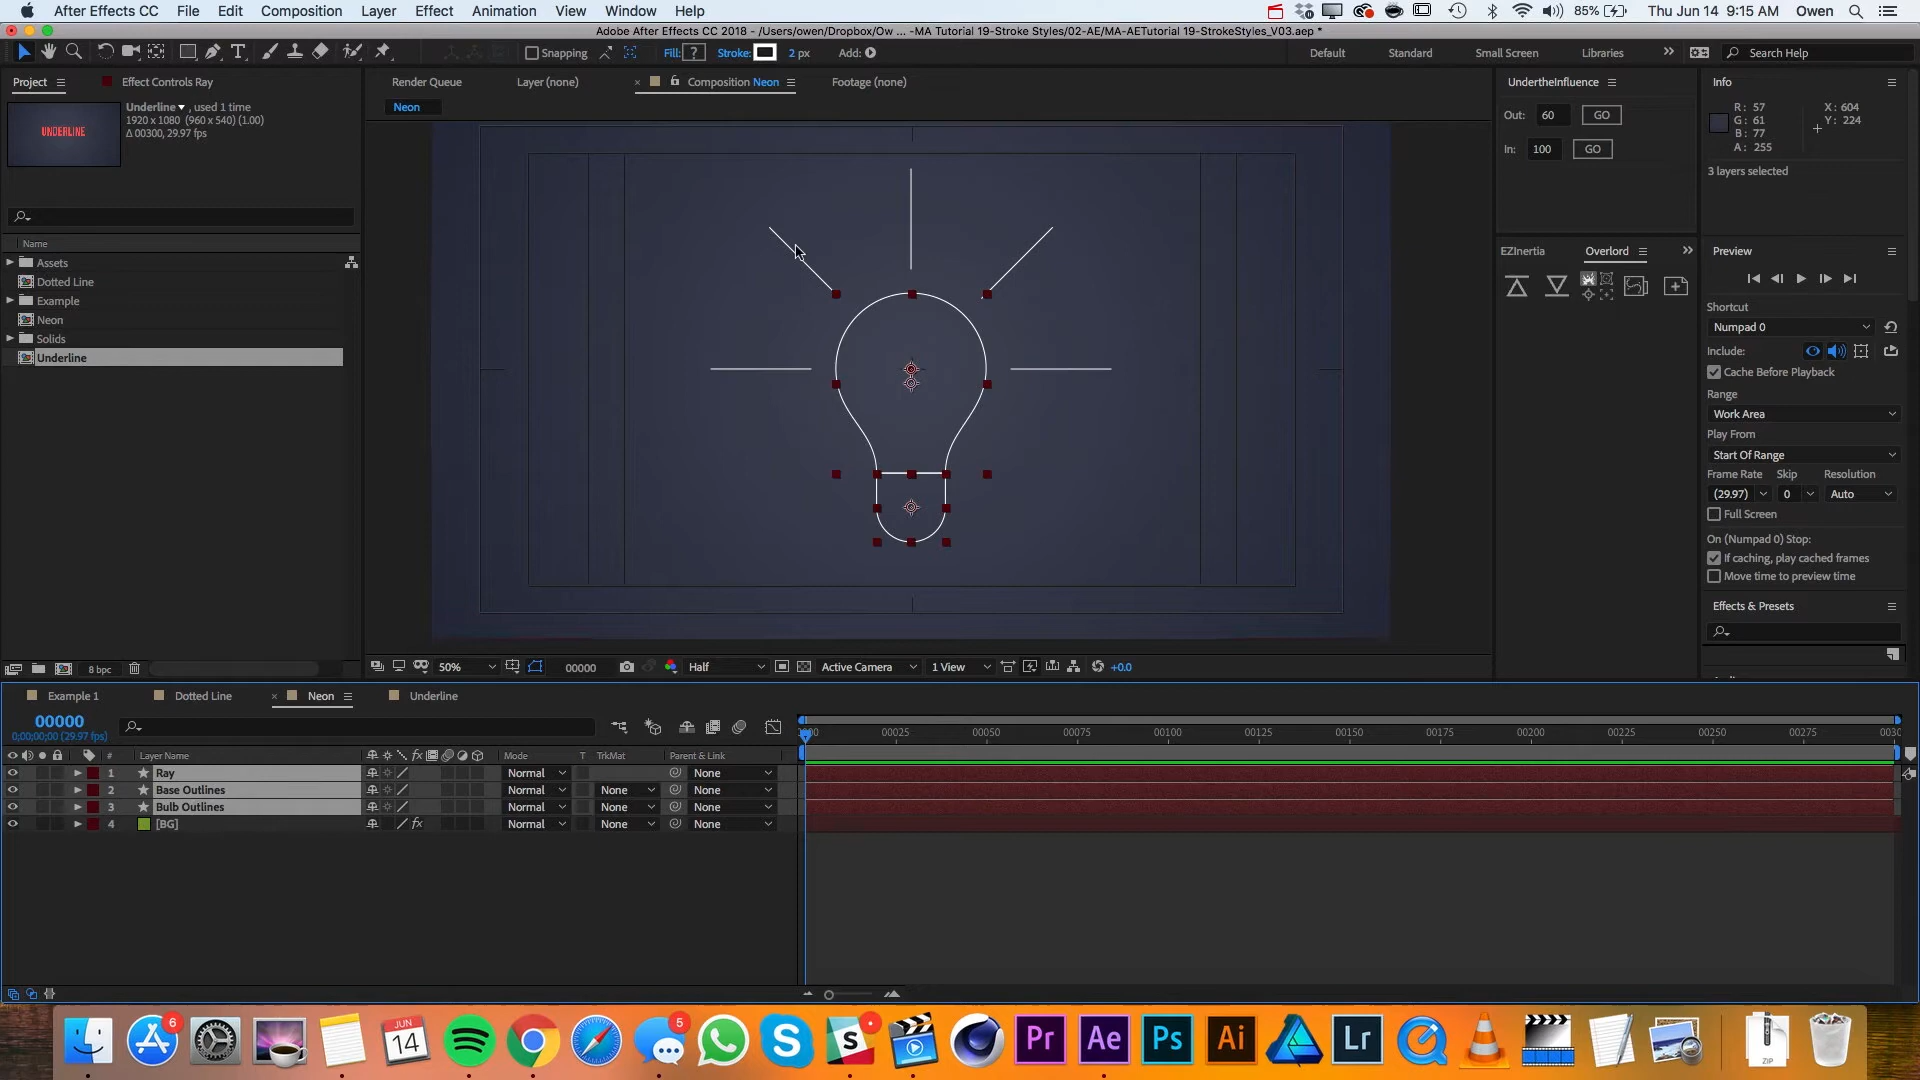 After Effects CC File Edit Composition Layer Effect Animation View Window Help 85% Thu Jun 14 9:15 AM Owen
Adobe After Effects CC 2018 - /Users/owen/Dropbox/Ow ... -MA Tutorial 19-Stroke Styles/02-AE/MA-AETutorial 19-StrokeStyles_V03.aep *
Snapping Fill: ? Stroke: 2 px Add: Default Standard Small Screen Libraries Search Help
Project Effect Controls Ray Render Queue Layer (none) Composition Neon Footage (none) UndertheInfluence Info
Underline , used 1 time
1920 x 1080 (960 x 540) (1.00)
Δ 00300, 29.97 fps
UNDERLINE
Neon
Out: 60 GO
In: 100 GO
R: 57
G: 61
B: 77
A: 255
X: 604
Y: 224
3 layers selected
Name
Assets
Dotted Line
Example
Neon
Solids
Underline
EZInertia Overlord
Preview
Shortcut
Numpad 0
Include:
Cache Before Playback
Range
Work Area
Play From
Start Of Range
Frame Rate Skip Resolution
(29.97) 0 Auto
Full Screen
On (Numpad 0) Stop:
If caching, play cached frames
Move time to preview time
Effects & Presets
8 bpc 50% 00000 Half Active Camera 1 View +0.0
Example 1 Dotted Line Neon Underline
00000
0;00;00;00 (29.97 fps)
00025 00050 00075 00100 00125 00150 00175 00200 00225 00250 00275
# Layer Name Mode T TrkMat Parent & Link
1 Ray Normal None
2 Base Outlines Normal None None
3 Bulb Outlines Normal None None
4 [BG] Normal None None
6 JUN 14 5 Pr Ae Ps Ai Lr ZIP